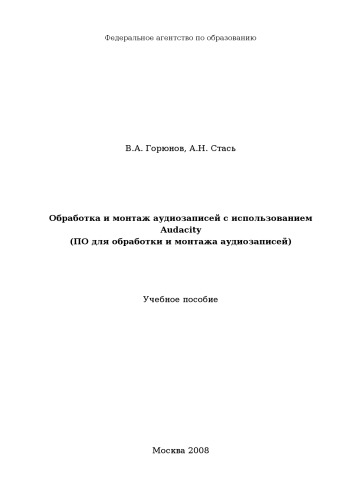 Федеральное агентство по образованию
В.А. Горюнов, А.Н. Стась
Обработка и монтаж аудиозаписей с использованием
Audacity
(ПО для обработки и монтажа аудиозаписей)
Учебное пособие
Москва 2008